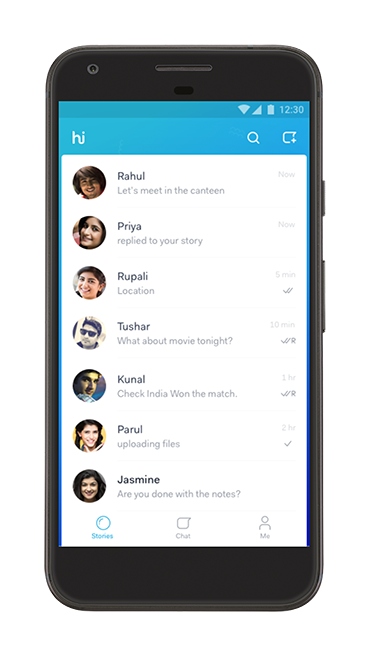 12:30
hi
Rahul
Now
Let's meet in the canteen
Priya
Now
replied to your story
Rupali
5 min
Location
Tushar
10 min
What about movie tonight?
R
Kunal
1 hr
Check India Won the match.
R
Parul
2 hr
uploading files
Jasmine
Are you done with the notes?
Stories
Chat
Me